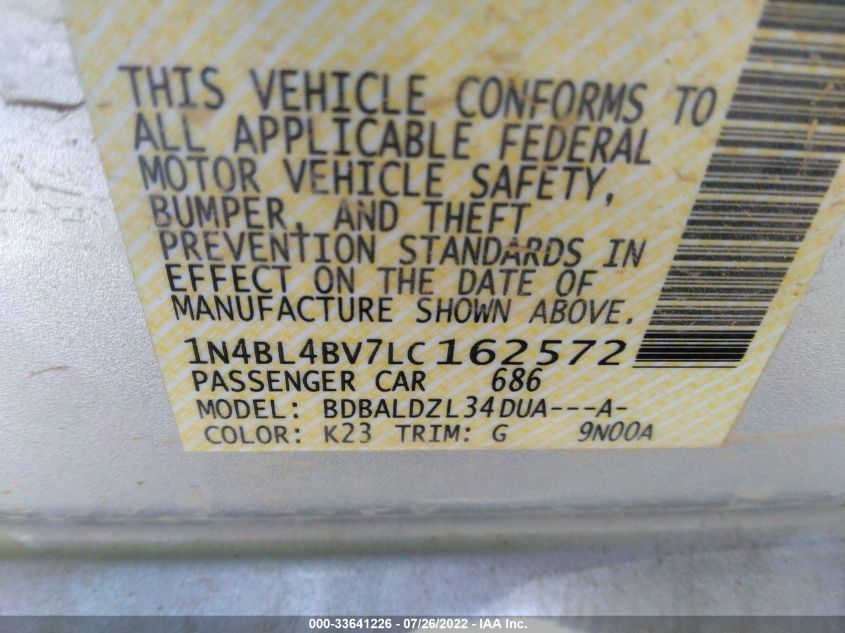 THIS VEHICLE CONFORMS TO
ALL APPLICABLE FEDERAL
MOTOR VEHICLE SAFETY,
BUMPER, AND THEFT
PREVENTION STANDARDS IN
EFFECT ON THE DATE OF
MANUFACTURE SHOWN ABOVE.
1N4BL4BV7LC162572
PASSENGER CAR 686
MODEL: BDBALDZL34DUA---A-
COLOR: K23 TRIM: G 9N00A
000-33641226 - 07/26/2022 - IAA Inc.